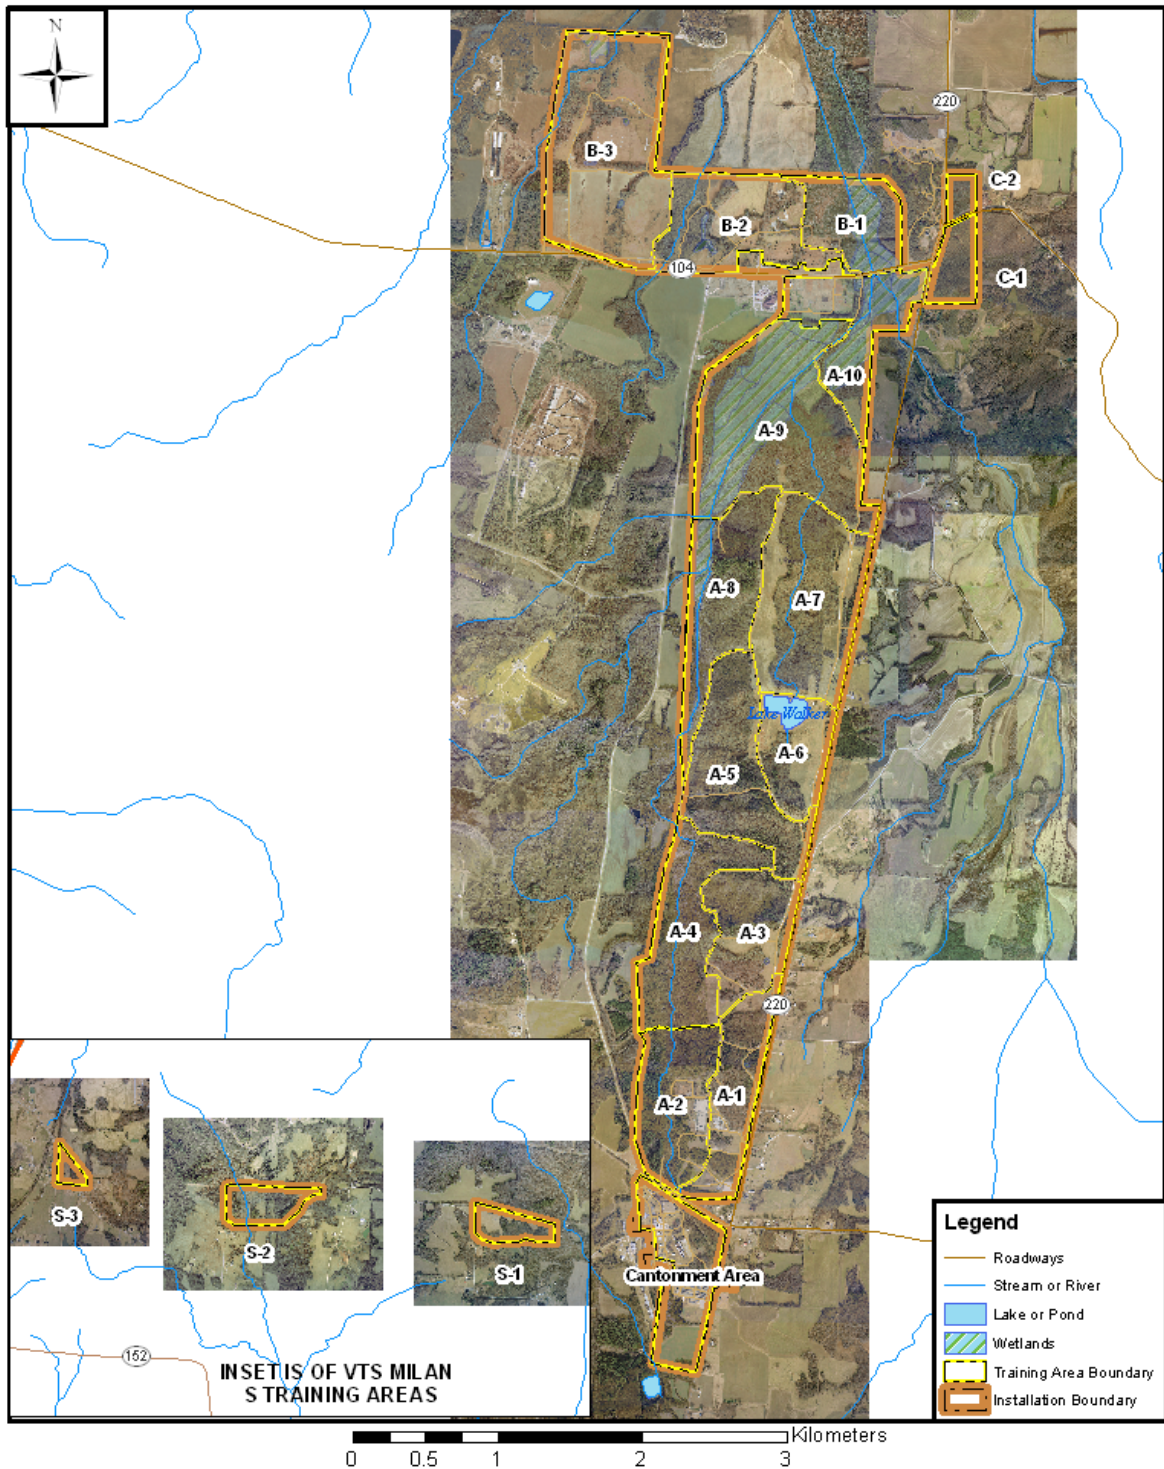 N
220
B-3
C-2
B-2
B-1
104
C-1
A-10
A-9
A-8
A-7
Lake Walker
A-6
A-5
A-4
A-3
220
A-1
A-2
S-3
S-2
S-1
Cantonment Area
152
INSET IS OF VTS MILAN
S TRAINING AREAS
Legend
Roadways
Stream or River
Lake or Pond
Wetlands
Training Area Boundary
Installation Boundary
Kilometers
0 0.5 1 2 3